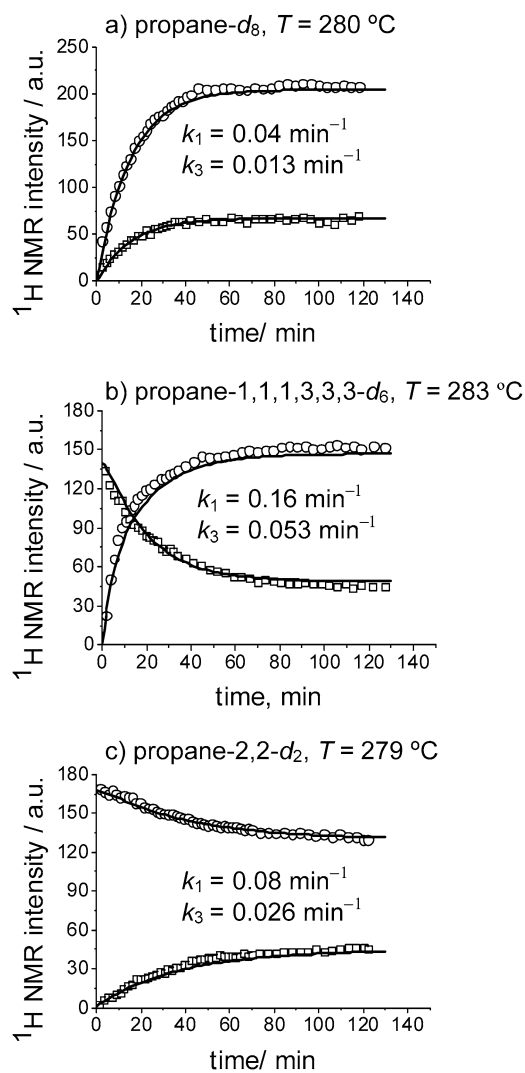 a) propane-d₈, T = 280 ºC
250
200
150
100
50
0
¹H NMR intensity / a.u.
k₁ = 0.04 min⁻¹
k₃ = 0.013 min⁻¹
0 20 40 60 80 100 120 140
time/ min
b) propane-1,1,1,3,3,3-d₆, T = 283 ºC
180
150
120
90
60
30
0
¹H NMR intensity / a.u.
k₁ = 0.16 min⁻¹
k₃ = 0.053 min⁻¹
0 20 40 60 80 100 120 140
time, min
c) propane-2,2-d₂, T = 279 ºC
180
150
120
90
60
30
0
¹H NMR intensity / a.u.
k₁ = 0.08 min⁻¹
k₃ = 0.026 min⁻¹
0 20 40 60 80 100 120 140
time/ min